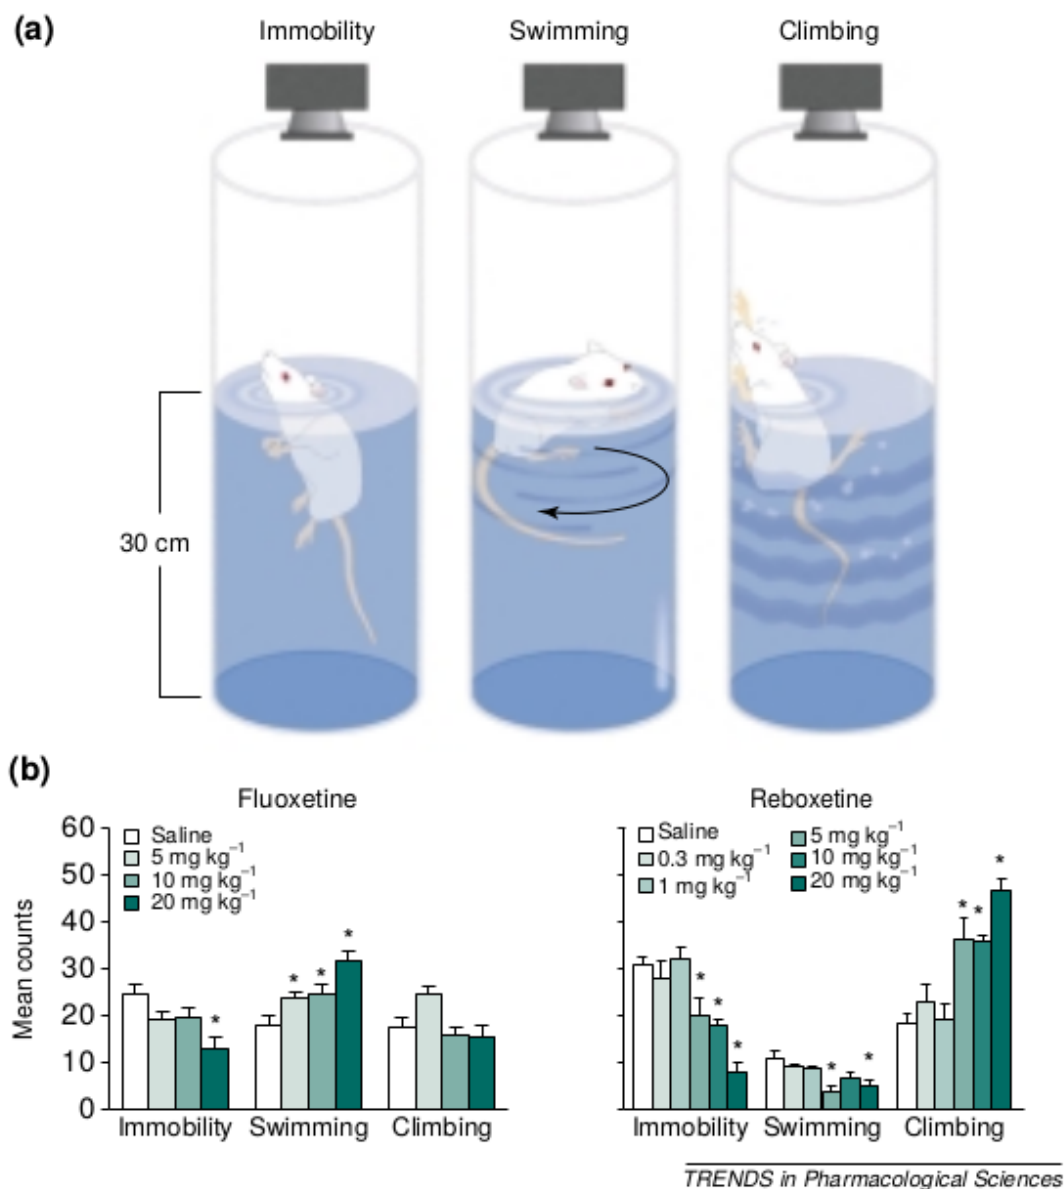 (a)
Immobility Swimming Climbing
30 cm
(b)
Fluoxetine
Mean counts
60
50
40
30
20
10
0
Saline
5 mg kg⁻¹
10 mg kg⁻¹
20 mg kg⁻¹
* * * *
Immobility Swimming Climbing
Reboxetine
Saline
0.3 mg kg⁻¹
1 mg kg⁻¹
5 mg kg⁻¹
10 mg kg⁻¹
20 mg kg⁻¹
* * * * * * * *
Immobility Swimming Climbing
TRENDS in Pharmacological Sciences